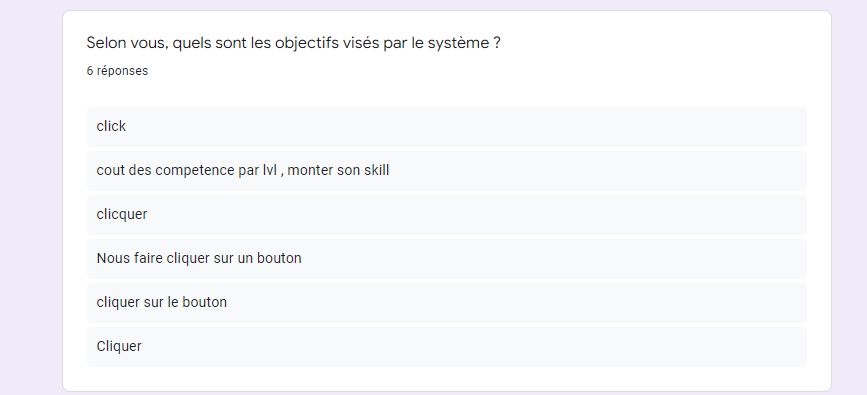 Selon vous, quels sont les objectifs visés par le système ?
6 réponses
click
cout des competence par lvl , monter son skill
clicquer
Nous faire cliquer sur un bouton
cliquer sur le bouton
Cliquer